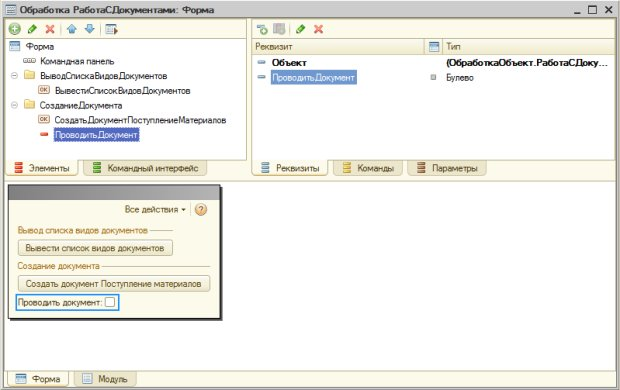 Обработка РаботаСДокументами: Форма
Форма
Командная панель
ВыводСпискаВидовДокументов
OK ВывестиСписокВидовДокументов
СозданиеДокумента
OK СоздатьДокументПоступлениеМатериалов
ПроводитьДокумент
Элементы Командный интерфейс
Реквизит Тип
Объект (ОбработкаОбъект.РаботаСДоку...
ПроводитьДокумент Булево
Реквизиты Команды Параметры
Все действия ?
Вывод списка видов документов
Вывести список видов документов
Создание документа
Создать документ Поступление материалов
Проводить документ:
Форма Модуль